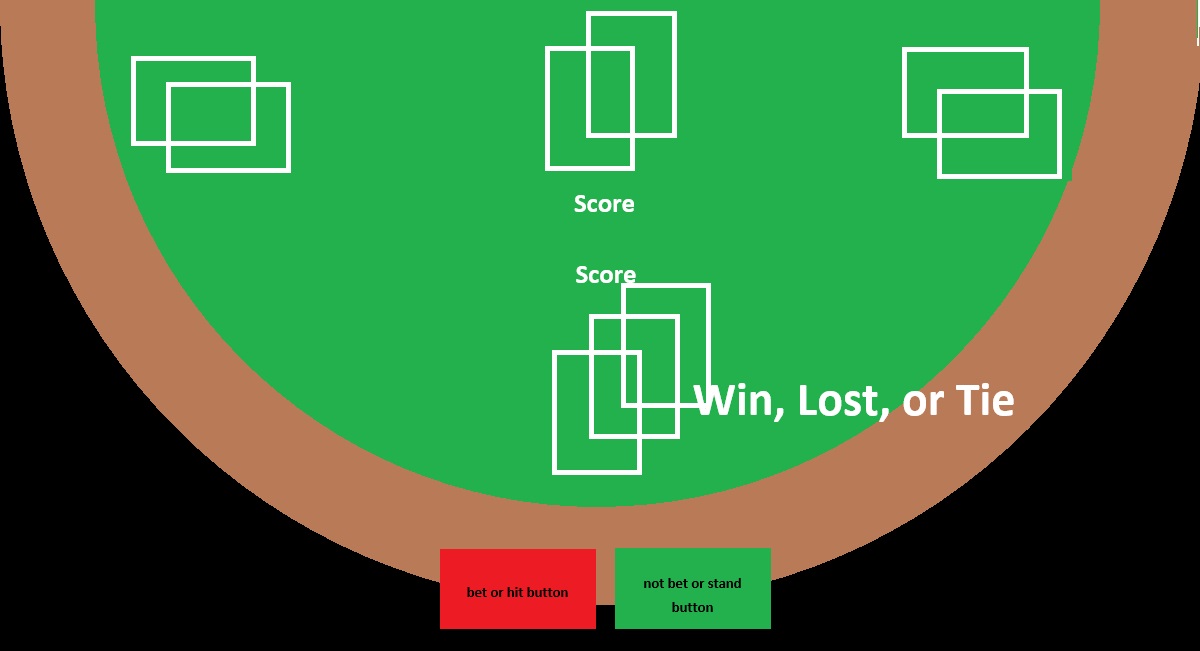 Score
Score
Win, Lost, or Tie
bet or hit button
not bet or stand
button